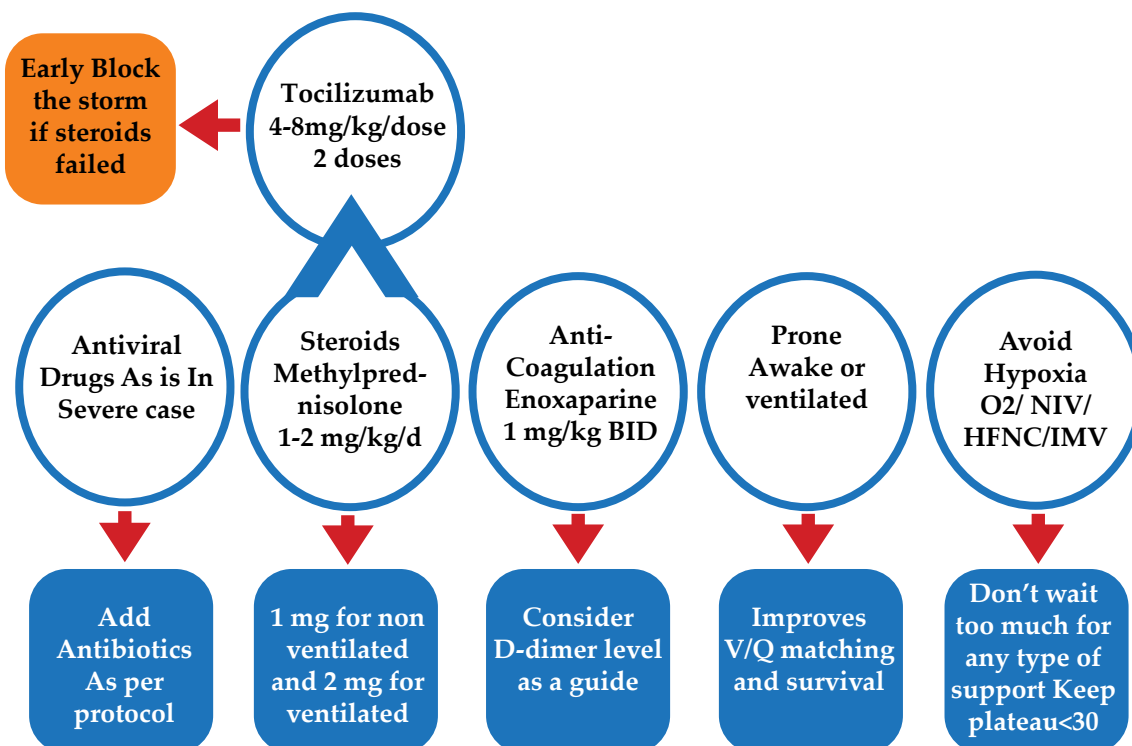 Early Block
the storm
if steroids
failed
Tocilizumab
4-8mg/kg/dose
2 doses
Antiviral
Drugs As is In
Severe case
Steroids
Methylpred-
nisolone
1-2 mg/kg/d
Anti-
Coagulation
Enoxaparine
1 mg/kg BID
Prone
Awake or
ventilated
Avoid
Hypoxia
O2/ NIV/
HFNC/IMV
Add
Antibiotics
As per
protocol
1 mg for non
ventilated
and 2 mg for
ventilated
Consider
D-dimer level
as a guide
Improves
V/Q matching
and survival
Don't wait
too much for
any type of
support Keep
plateau<30